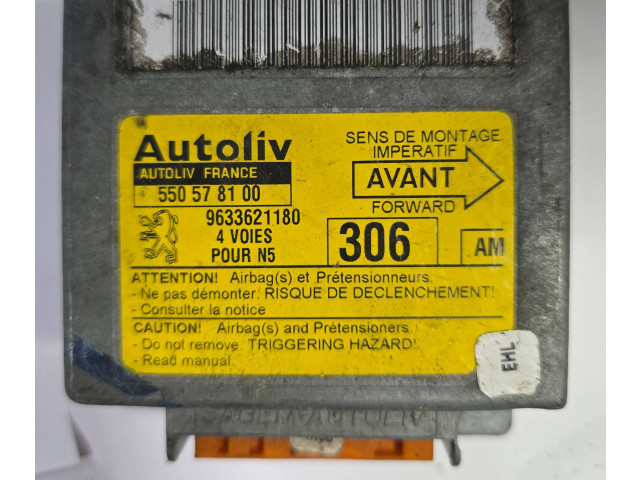 Autoliv
AUTOLIV FRANCE
550 57 81 00
9633621180
4 VOIES
POUR N5
SENS DE MONTAGE
IMPERATIF
AVANT
FORWARD
306
AM
ATTENTION! Airbag(s) et Prétensionneurs.
- Ne pas démonter. RISQUE DE DECLENCHEMENT!
- Consulter la notice
CAUTION! Airbag(s) and Prétensioners.
- Do not remove. TRIGGERING HAZARD!
- Read manual.
EHL